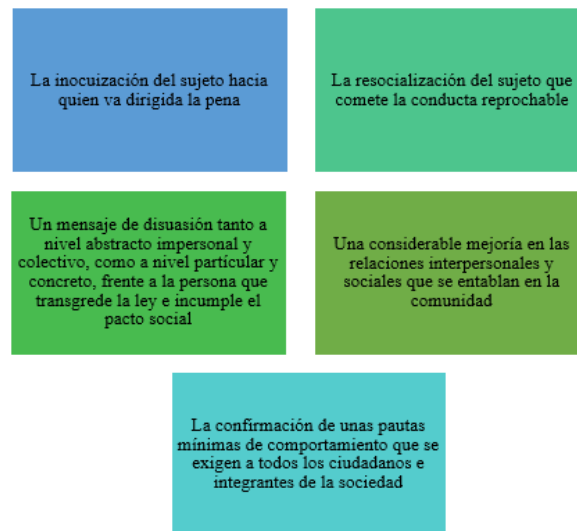 La inocuización del sujeto hacia
quien va dirigida la pena
La resocialización del sujeto que
comete la conducta reprochable
Un mensaje de disuasión tanto a
nivel abstracto impersonal y
colectivo, como a nivel partícular y
concreto, frente a la persona que
transgrede la ley e incumple el
pacto social
Una considerable mejoría en las
relaciones interpersonales y
sociales que se entablan en la
comunidad
La confirmación de unas pautas
mínimas de comportamiento que se
exigen a todos los ciudadanos e
integrantes de la sociedad